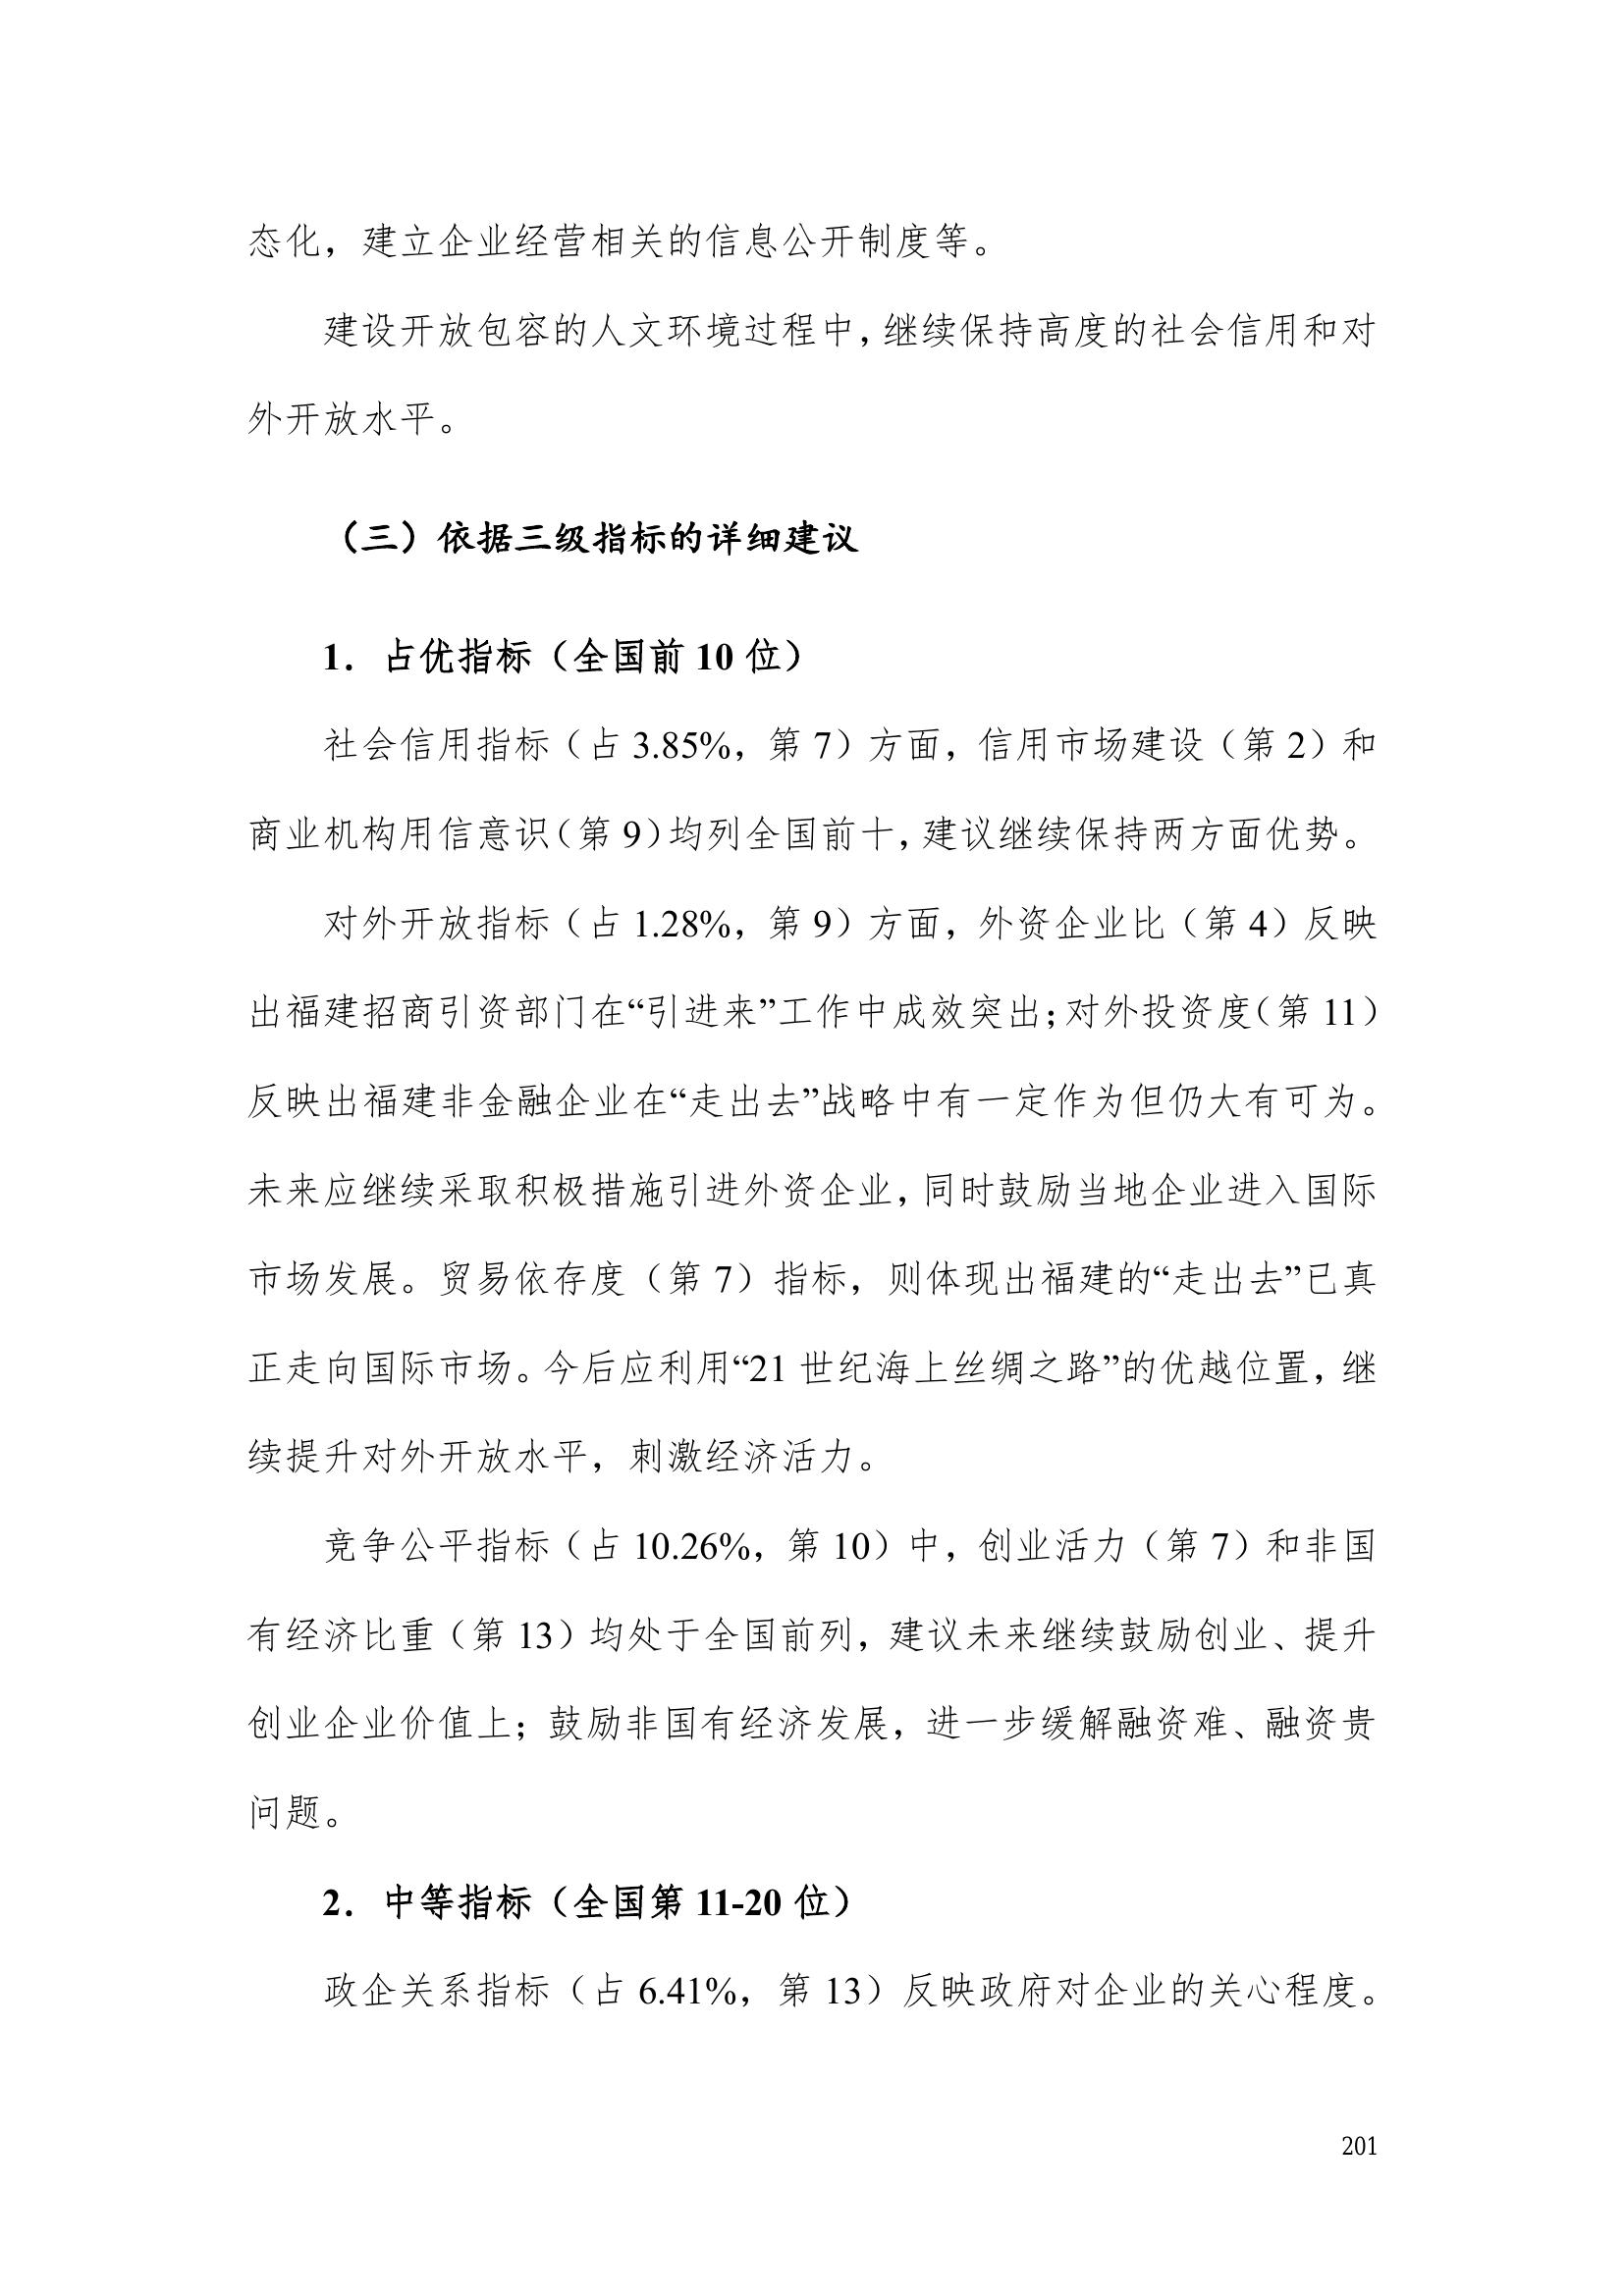 态化，建立企业经营相关的信息公开制度等。
建设开放包容的人文环境过程中，继续保持高度的社会信用和对
外开放水平。
（三）依据三级指标的详细建议
1．占优指标（全国前 10 位）
社会信用指标（占 3.85%，第 7）方面，信用市场建设（第 2）和
商业机构用信意识（第 9）均列全国前十，建议继续保持两方面优势。
对外开放指标（占 1.28%，第 9）方面，外资企业比（第 4）反映
出福建招商引资部门在“引进来”工作中成效突出；对外投资度（第 11）
反映出福建非金融企业在“走出去”战略中有一定作为但仍大有可为。
未来应继续采取积极措施引进外资企业，同时鼓励当地企业进入国际
市场发展。贸易依存度（第 7）指标，则体现出福建的“走出去”已真
正走向国际市场。今后应利用“21 世纪海上丝绸之路”的优越位置，继
续提升对外开放水平，刺激经济活力。
竞争公平指标（占 10.26%，第 10）中，创业活力（第 7）和非国
有经济比重（第 13）均处于全国前列，建议未来继续鼓励创业、提升
创业企业价值上；鼓励非国有经济发展，进一步缓解融资难、融资贵
问题。
2．中等指标（全国第 11-20 位）
政企关系指标（占 6.41%，第 13）反映政府对企业的关心程度。
201